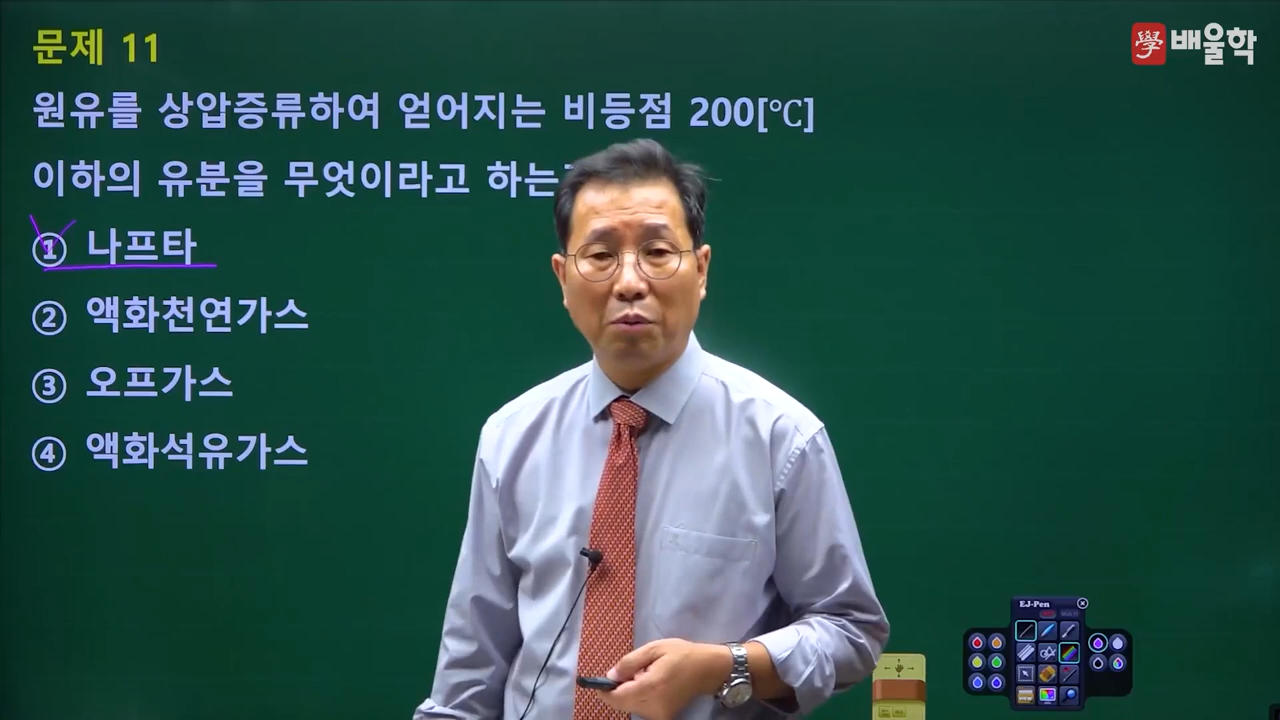 문제 11
學 배울학
원유를 상압증류하여 얻어지는 비등점 200[℃]
이하의 유분을 무엇이라고 하는
① 나프타
② 액화천연가스
③ 오프가스
④ 액화석유가스
EJ-Pen